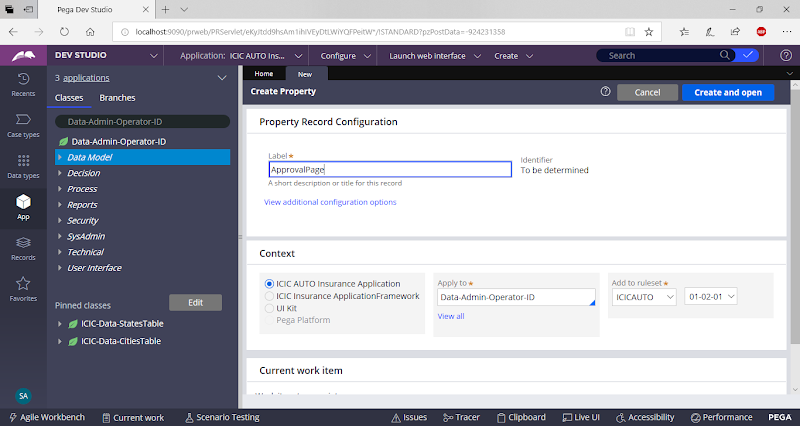 Pega Dev Studio
localhost:9090/prweb/PRServlet/eKyItdd9hsAm1ihlVEyDtLWiYQFPeitW*/!STANDARD?pzPostData=-924231358
DEV STUDIO
Application: ICIC AUTO Ins...
Configure
Launch web interface
Create
Search
Recents
Case types
Data types
App
Records
Favorites
SA
3 applications
Classes
Branches
Data-Admin-Operator-ID
Data-Admin-Operator-ID
Data Model
Decision
Process
Reports
Security
SysAdmin
Technical
User Interface
Pinned classes
Edit
ICIC-Data-StatesTable
ICIC-Data-CitiesTable
Home
New
Create Property
Cancel
Create and open
Property Record Configuration
Label★
ApprovalPage
A short description or title for this record
Identifier
To be determined
View additional configuration options
Context
ICIC AUTO Insurance Application
ICIC Insurance ApplicationFramework
UI Kit
Pega Platform
Apply to★
Data-Admin-Operator-ID
View all
Add to ruleset★
ICICAUTO
01-02-01
Current work item
Agile Workbench
Current work
Scenario Testing
Issues
Tracer
Clipboard
Live UI
Accessibility
Performance
PEGA